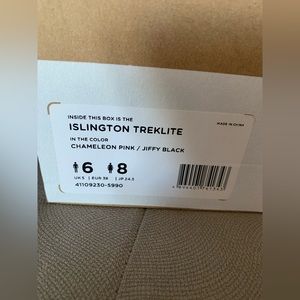 INSIDE THIS BOX IS THE
MADE IN CHINA
ISLINGTON TREKLITE
IN THE COLOR
CHAMELEON PINK / JIFFY BLACK
6 8
UK 5 | EUR 38 | JP 24.5
41109230-5990